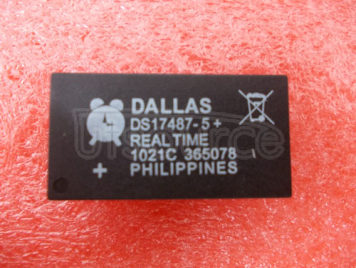 DALLAS
DS17487-5+
REAL TIME
1021C 365078
+ PHILIPPINES